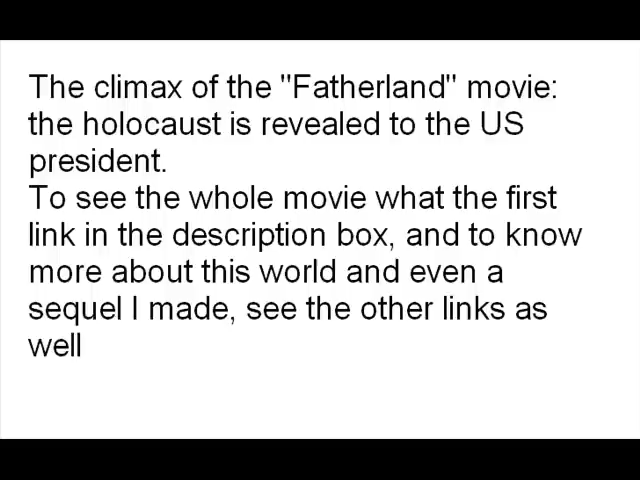 The climax of the "Fatherland" movie:
the holocaust is revealed to the US
president.
To see the whole movie what the first
link in the description box, and to know
more about this world and even a
sequel I made, see the other links as
well